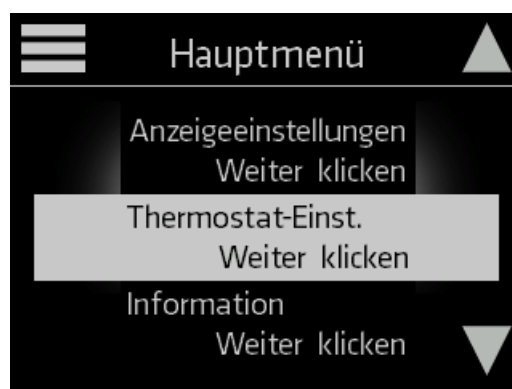 Hauptmenü
Anzeigeeinstellungen
Weiter klicken
Thermostat-Einst.
Weiter klicken
Information
Weiter klicken